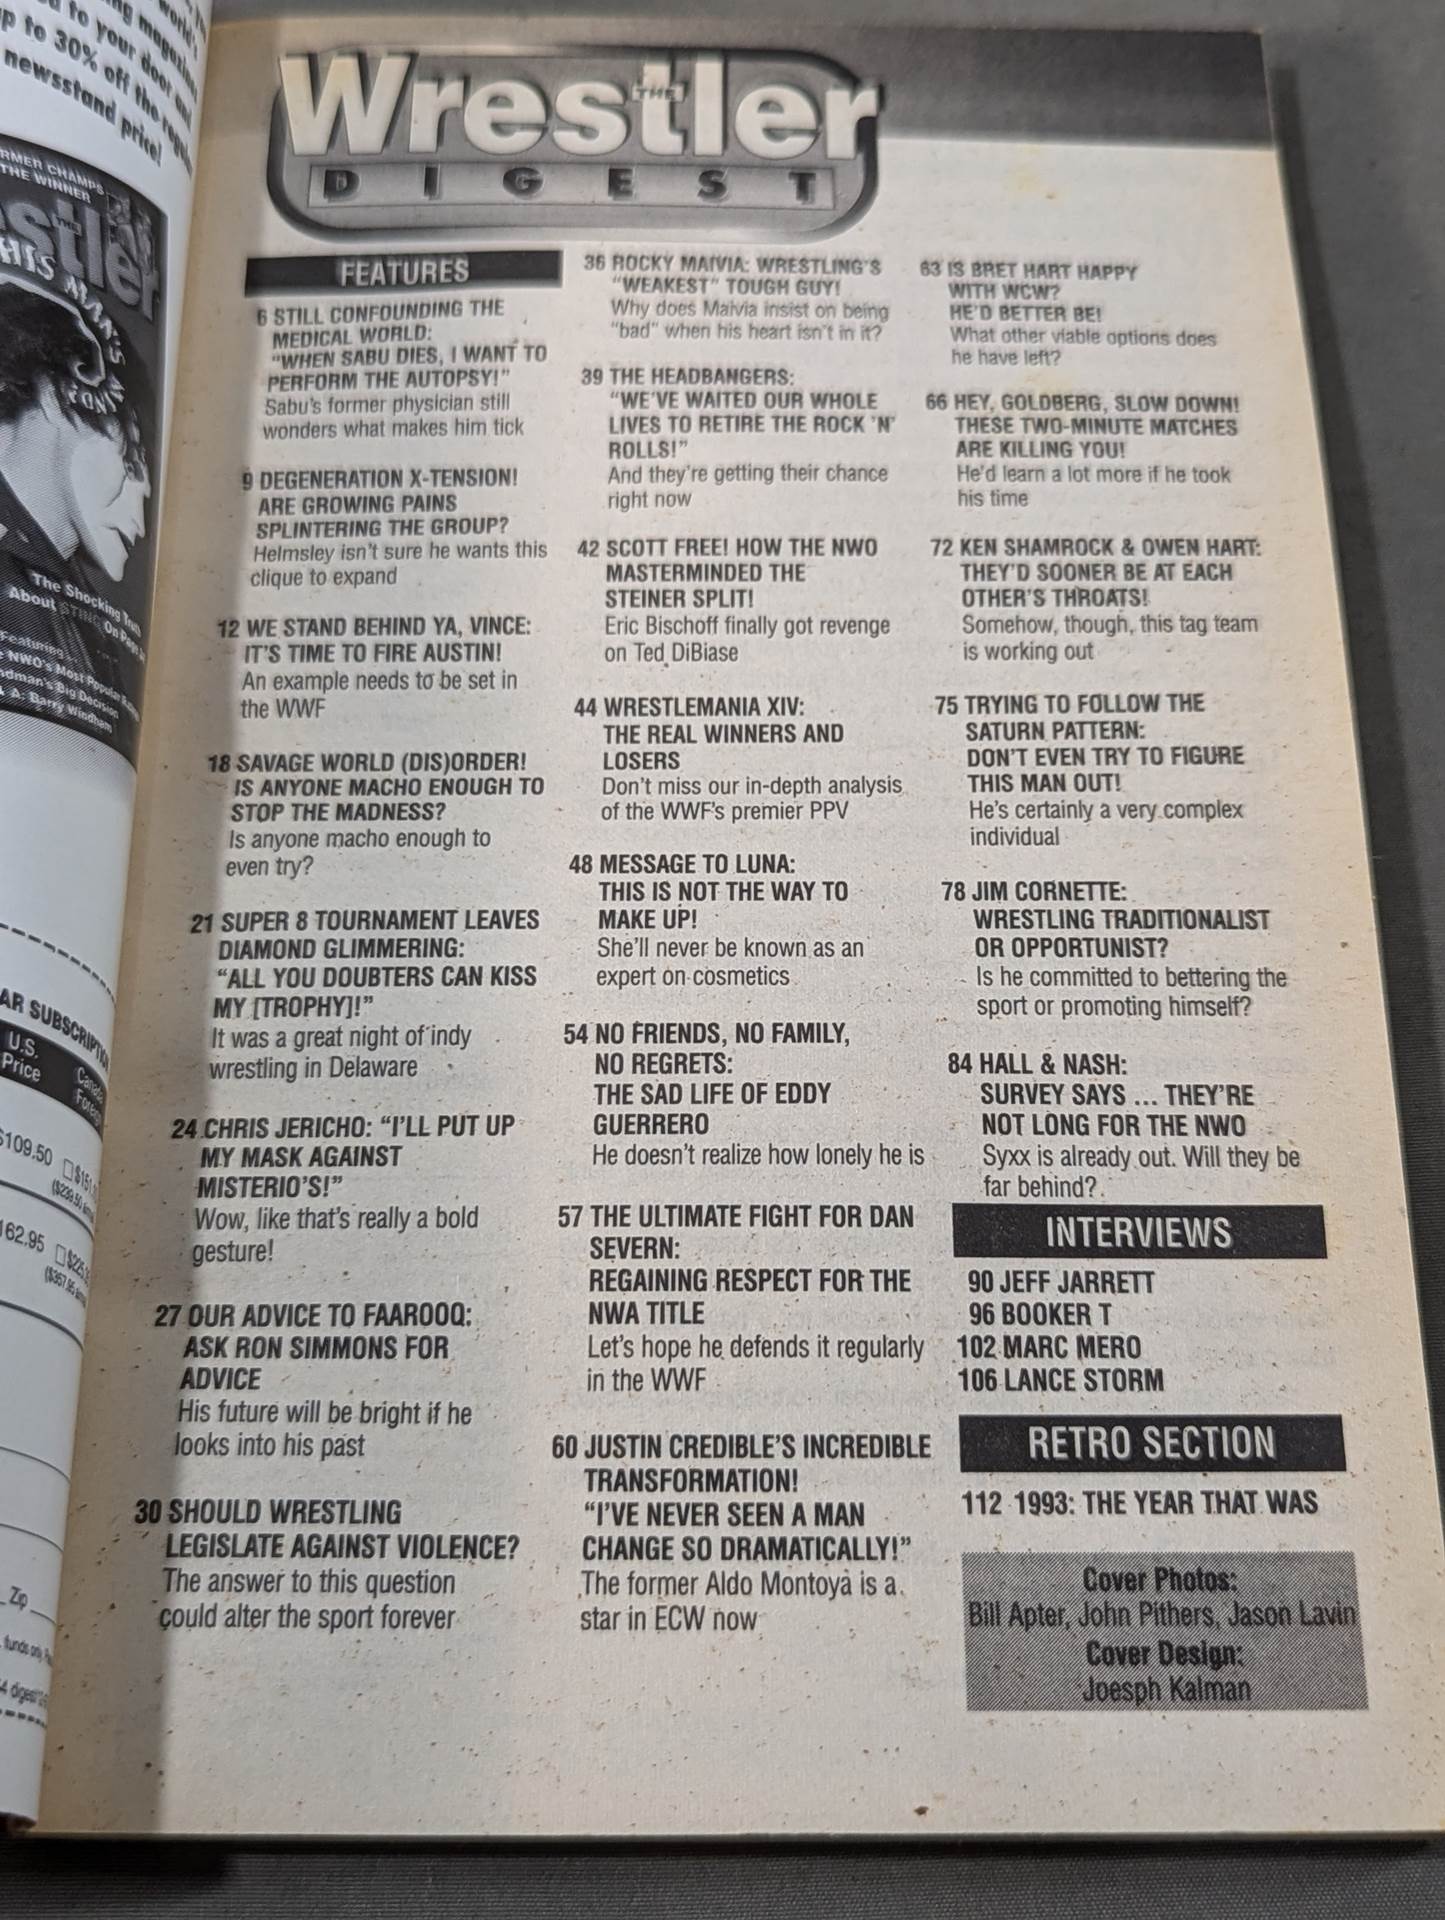 up to 30% off the regular
newsstand price!
THE WINNER
The Shocking Truth
About STING On Page
Featuring
NWO's Most Popular
Big Decision
A: Barry Windham
U.S.
Price
$109.50
162.95
Zip
THE
Wrestler
DIGEST
FEATURES
6 STILL CONFOUNDING THE
MEDICAL WORLD:
"WHEN SABU DIES, I WANT TO
PERFORM THE AUTOPSY!"
Sabu's former physician still
wonders what makes him tick
9 DEGENERATION X-TENSION!
ARE GROWING PAINS
SPLINTERING THE GROUP?
Helmsley isn't sure he wants this
clique to expand
12 WE STAND BEHIND YA, VINCE:
IT'S TIME TO FIRE AUSTIN!
An example needs to be set in
the WWF
18 SAVAGE WORLD (DIS)ORDER!
IS ANYONE MACHO ENOUGH TO
STOP THE MADNESS?
Is anyone macho enough to
even try?
21 SUPER 8 TOURNAMENT LEAVES
DIAMOND GLIMMERING:
"ALL YOU DOUBTERS CAN KISS
MY [TROPHY]!"
It was a great night of indy
wrestling in Delaware
24 CHRIS JERICHO: "I'LL PUT UP
MY MASK AGAINST
MISTERIO'S!"
Wow, like that's really a bold
gesture!
27 OUR ADVICE TO FAAROOQ:
ASK RON SIMMONS FOR
ADVICE
His future will be bright if he
looks into his past
30 SHOULD WRESTLING
LEGISLATE AGAINST VIOLENCE?
The answer to this question
could alter the sport forever
36 ROCKY MAIVIA: WRESTLING'S
"WEAKEST" TOUGH GUY!
Why does Maivia insist on being
"bad" when his heart isn't in it?
39 THE HEADBANGERS:
"WE'VE WAITED OUR WHOLE
LIVES TO RETIRE THE ROCK 'N'
ROLLS!"
And they're getting their chance
right now
42 SCOTT FREE! HOW THE NWO
MASTERMINDED THE
STEINER SPLIT!
Eric Bischoff finally got revenge
on Ted DiBiase
44 WRESTLEMANIA XIV:
THE REAL WINNERS AND
LOSERS
Don't miss our in-depth analysis
of the WWF's premier PPV
48 MESSAGE TO LUNA:
THIS IS NOT THE WAY TO
MAKE UP!
She'll never be known as an
expert on cosmetics
54 NO FRIENDS, NO FAMILY,
NO REGRETS:
THE SAD LIFE OF EDDY
GUERRERO
He doesn't realize how lonely he is
57 THE ULTIMATE FIGHT FOR DAN
SEVERN:
REGAINING RESPECT FOR THE
NWA TITLE
Let's hope he defends it regularly
in the WWF
60 JUSTIN CREDIBLE'S INCREDIBLE
TRANSFORMATION!
"I'VE NEVER SEEN A MAN
CHANGE SO DRAMATICALLY!"
The former Aldo Montoya is a
star in ECW now
63 IS BRET HART HAPPY
WITH WCW?
HE'D BETTER BE!
What other viable options does
he have left?
66 HEY, GOLDBERG, SLOW DOWN!
THESE TWO-MINUTE MATCHES
ARE KILLING YOU!
He'd learn a lot more if he took
his time
72 KEN SHAMROCK & OWEN HART:
THEY'D SOONER BE AT EACH
OTHER'S THROATS!
Somehow, though, this tag team
is working out
75 TRYING TO FOLLOW THE
SATURN PATTERN:
DON'T EVEN TRY TO FIGURE
THIS MAN OUT!
He's certainly a very complex
individual
78 JIM CORNETTE:
WRESTLING TRADITIONALIST
OR OPPORTUNIST?
Is he committed to bettering the
sport or promoting himself?
84 HALL & NASH:
SURVEY SAYS ... THEY'RE
NOT LONG FOR THE NWO
Syxx is already out. Will they be
far behind?
INTERVIEWS
90 JEFF JARRETT
96 BOOKER T
102 MARC MERO
106 LANCE STORM
RETRO SECTION
112 1993: THE YEAR THAT WAS
Cover Photos:
Bill Apter, John Pithers, Jason Lavin
Cover Design:
Joesph Kalman